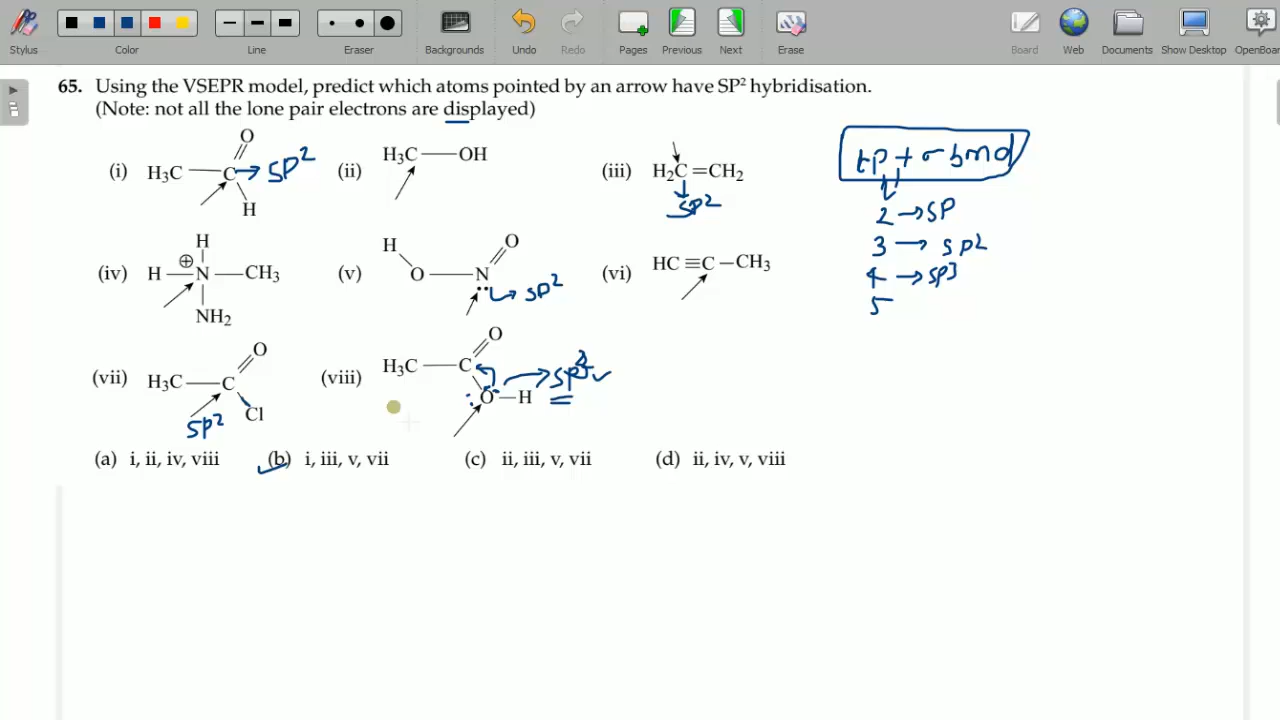 Stylus Color Line Eraser Backgrounds Undo Redo Pages Previous Next Erase Board Web Documents Show Desktop OpenBoar
65. Using the VSEPR model, predict which atoms pointed by an arrow have SP² hybridisation.
(Note: not all the lone pair electrons are displayed)
(i) H₃C — C O H SP²
(ii) H₃C — OH
(iii) H₂C = CH₂ SP²
lp + σ bond
2 → SP
3 → SP2
4 → SP3
5
(iv) H — N — CH₃ H ⊕ NH₂
(v) H O — N O SP²
(vi) HC ≡ C — CH₃
(vii) H₃C — C O Cl SP²
(viii) H₃C — C O O — H
(a) i, ii, iv, viii (b) i, iii, v, vii (c) ii, iii, v, vii (d) ii, iv, v, viii